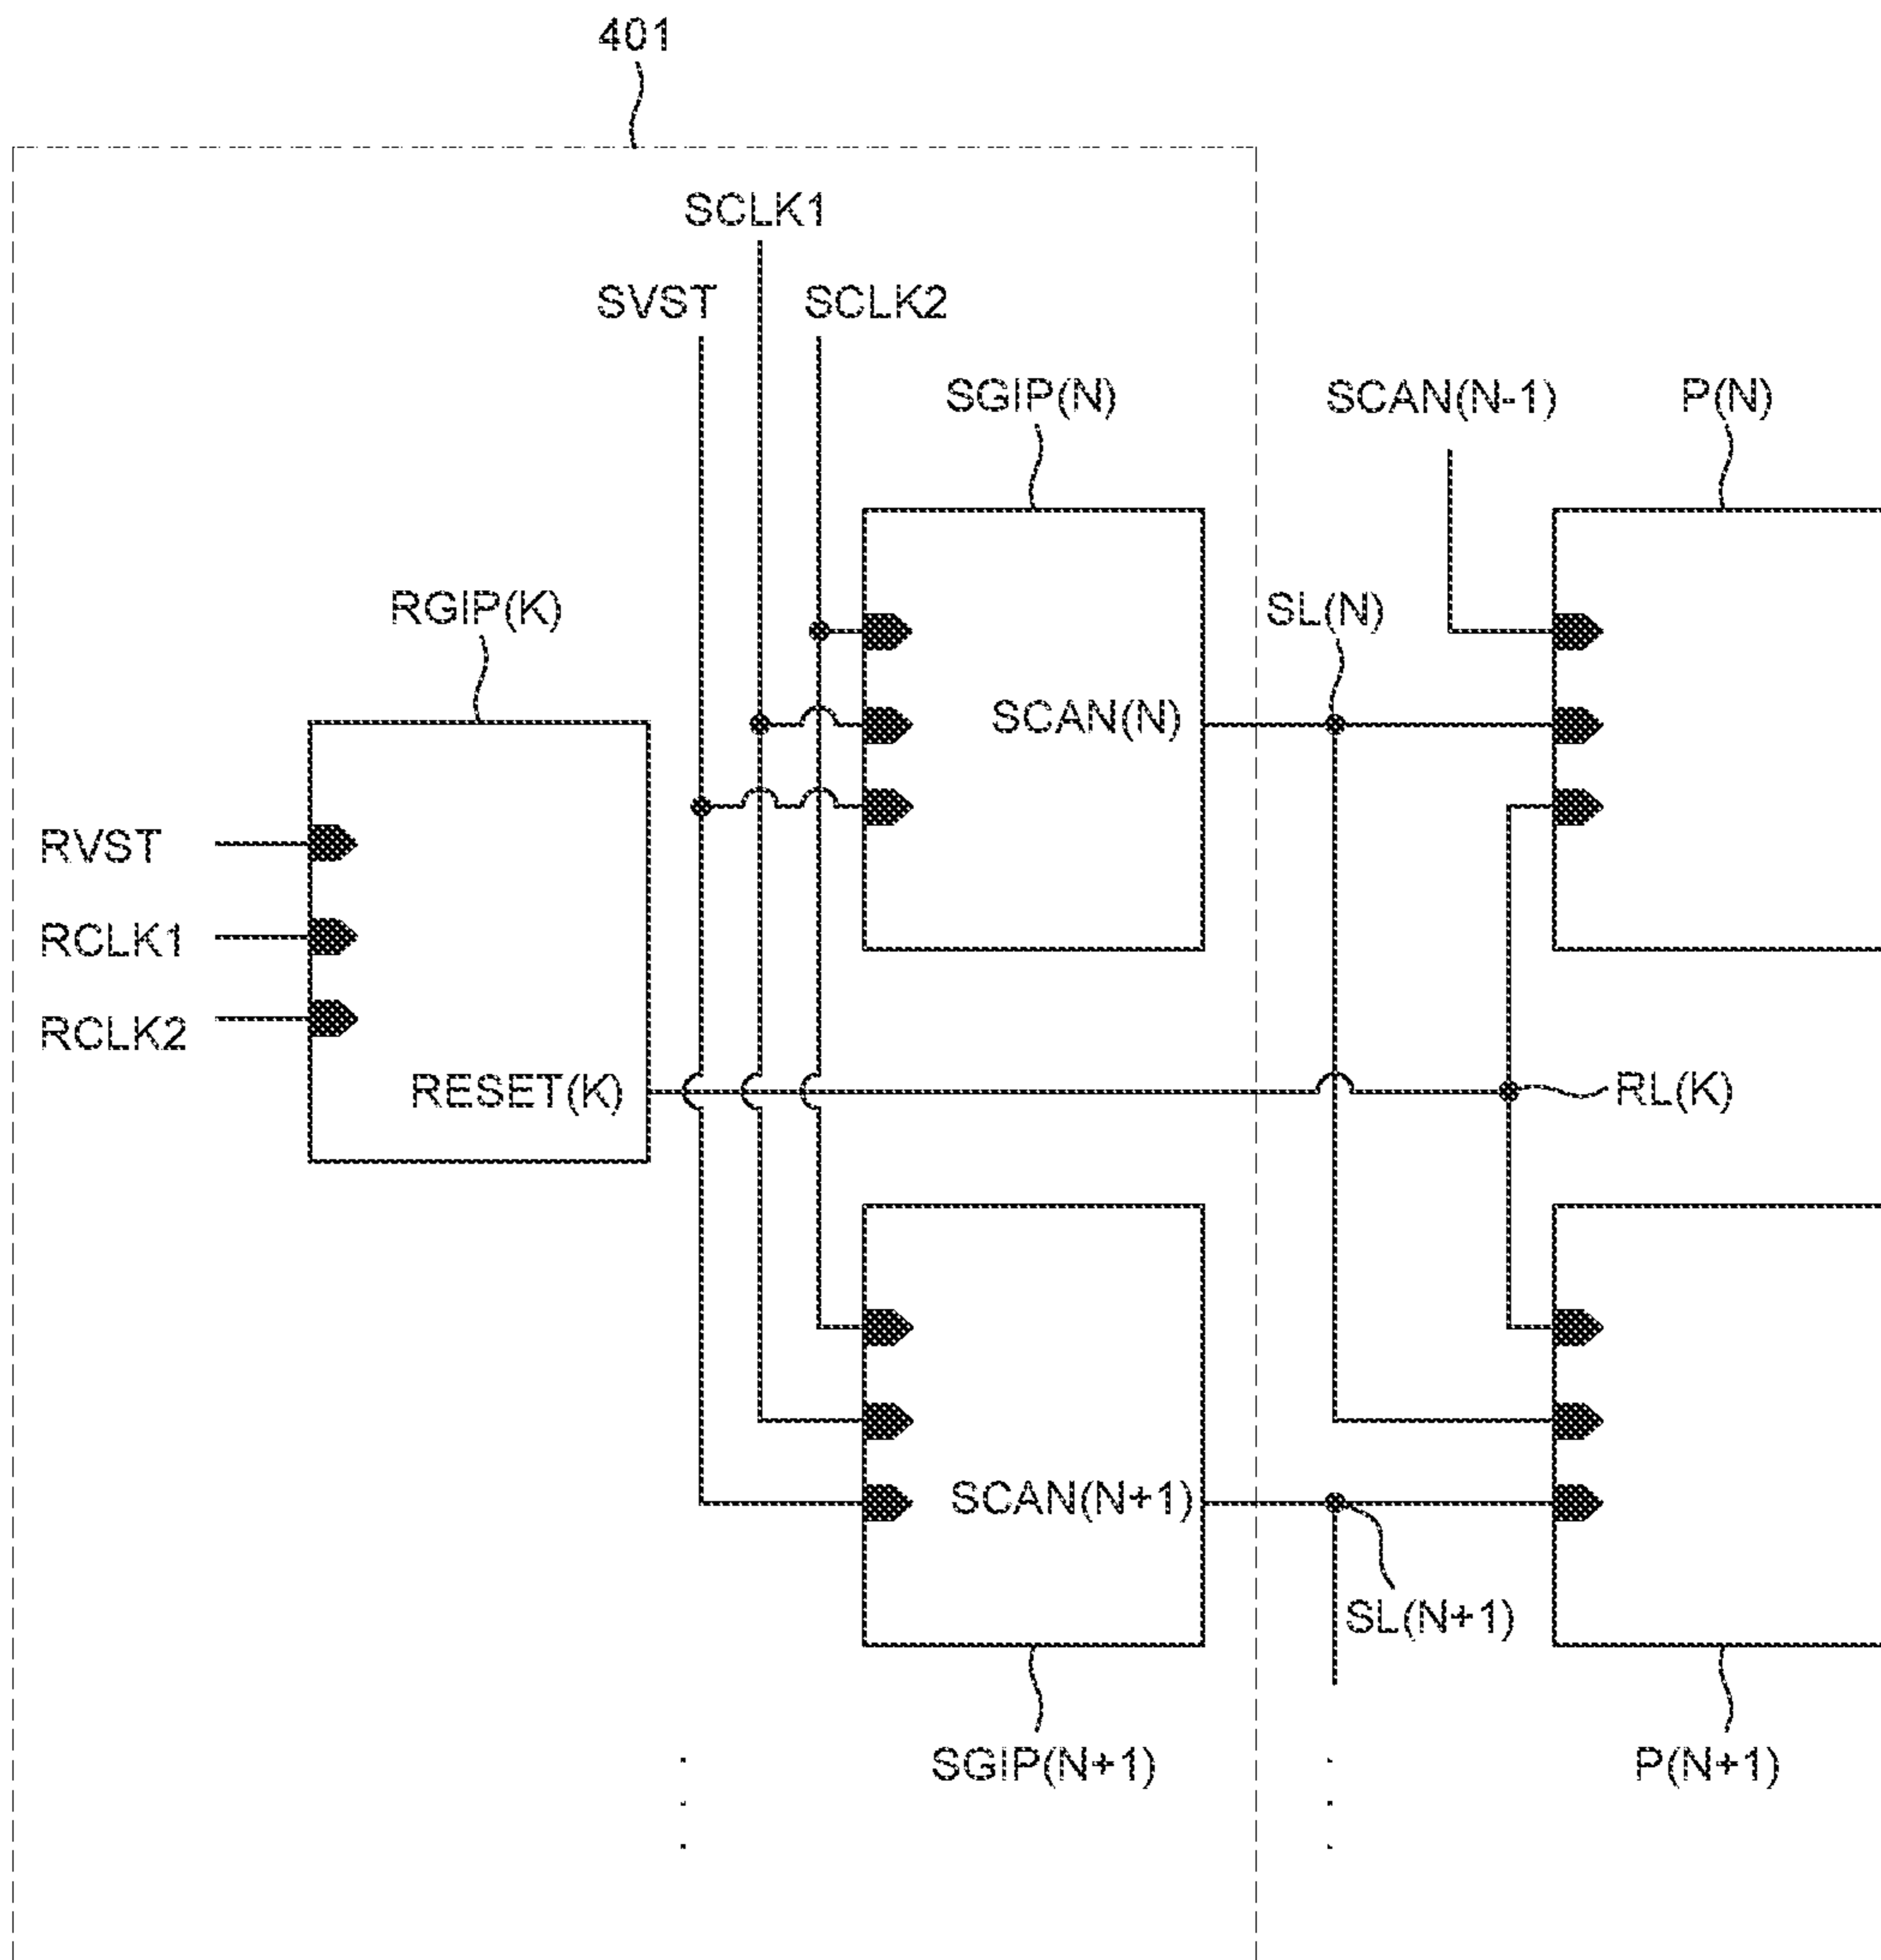 401
SCLK1
SVST
SCLK2
SGIP(N)
SCAN(N-1)
P(N)
RGIP(K)
SL(N)
SCAN(N)
RVST
RCLK1
RCLK2
RESET(K)
RL(K)
SCAN(N+1)
SL(N+1)
SGIP(N+1)
P(N+1)